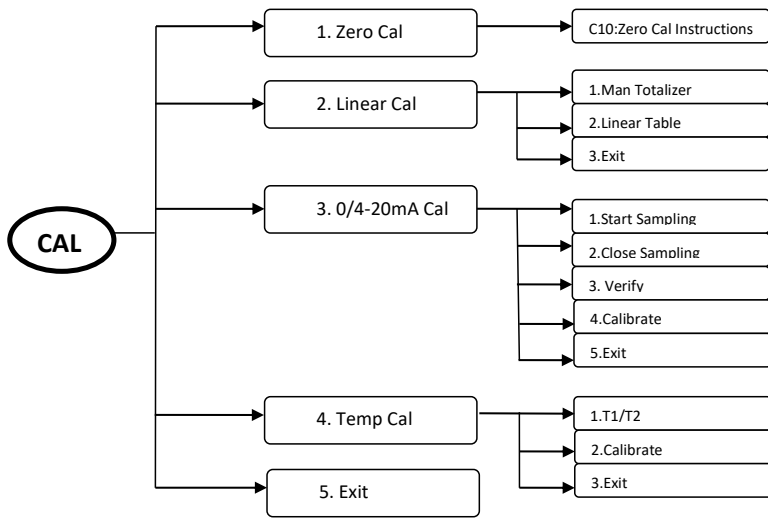 CAL
1. Zero Cal
C10:Zero Cal Instructions
2. Linear Cal
1.Man Totalizer
2.Linear Table
3.Exit
3. 0/4-20mA Cal
1.Start Sampling
2.Close Sampling
3. Verify
4.Calibrate
5.Exit
4. Temp Cal
1.T1/T2
2.Calibrate
3.Exit
5. Exit